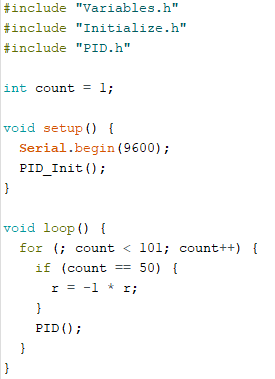 #include "Variables.h"
#include "Initialize.h"
#include "PID.h"

int count = 1;

void setup() {
  Serial.begin(9600);
  PID_Init();
}

void loop() {
  for (; count < 101; count++) {
    if (count == 50) {
      r = -1 * r;
    }
    PID();
  }
}